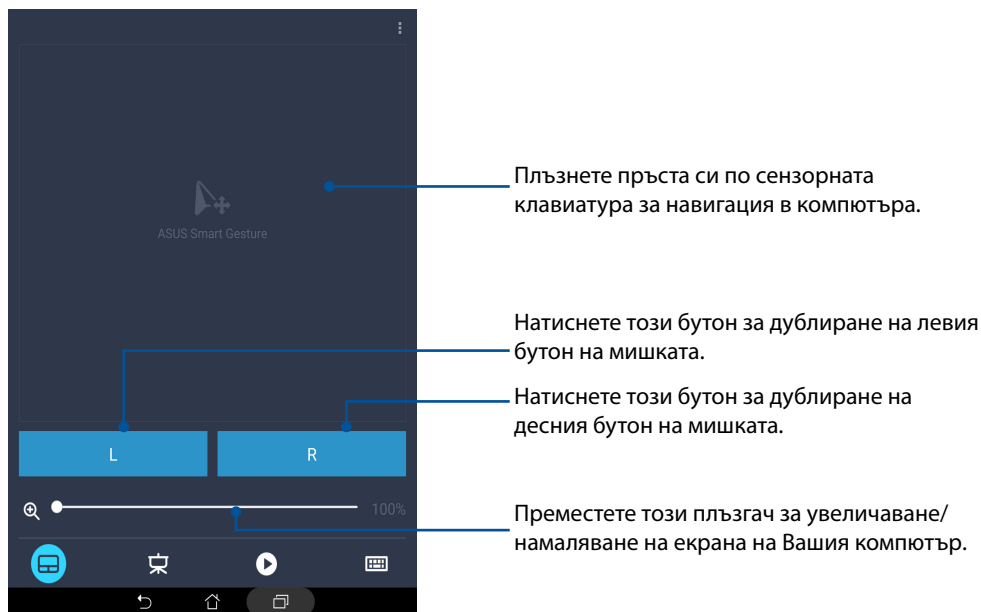 ASUS Smart Gesture
Плъзнете пръста си по сензорната
клавиатура за навигация в компютъра.
Натиснете този бутон за дублиране на левия
бутон на мишката.
Натиснете този бутон за дублиране на
десния бутон на мишката.
L
R
100%
Преместете този плъзгач за увеличаване/
намаляване на екрана на Вашия компютър.